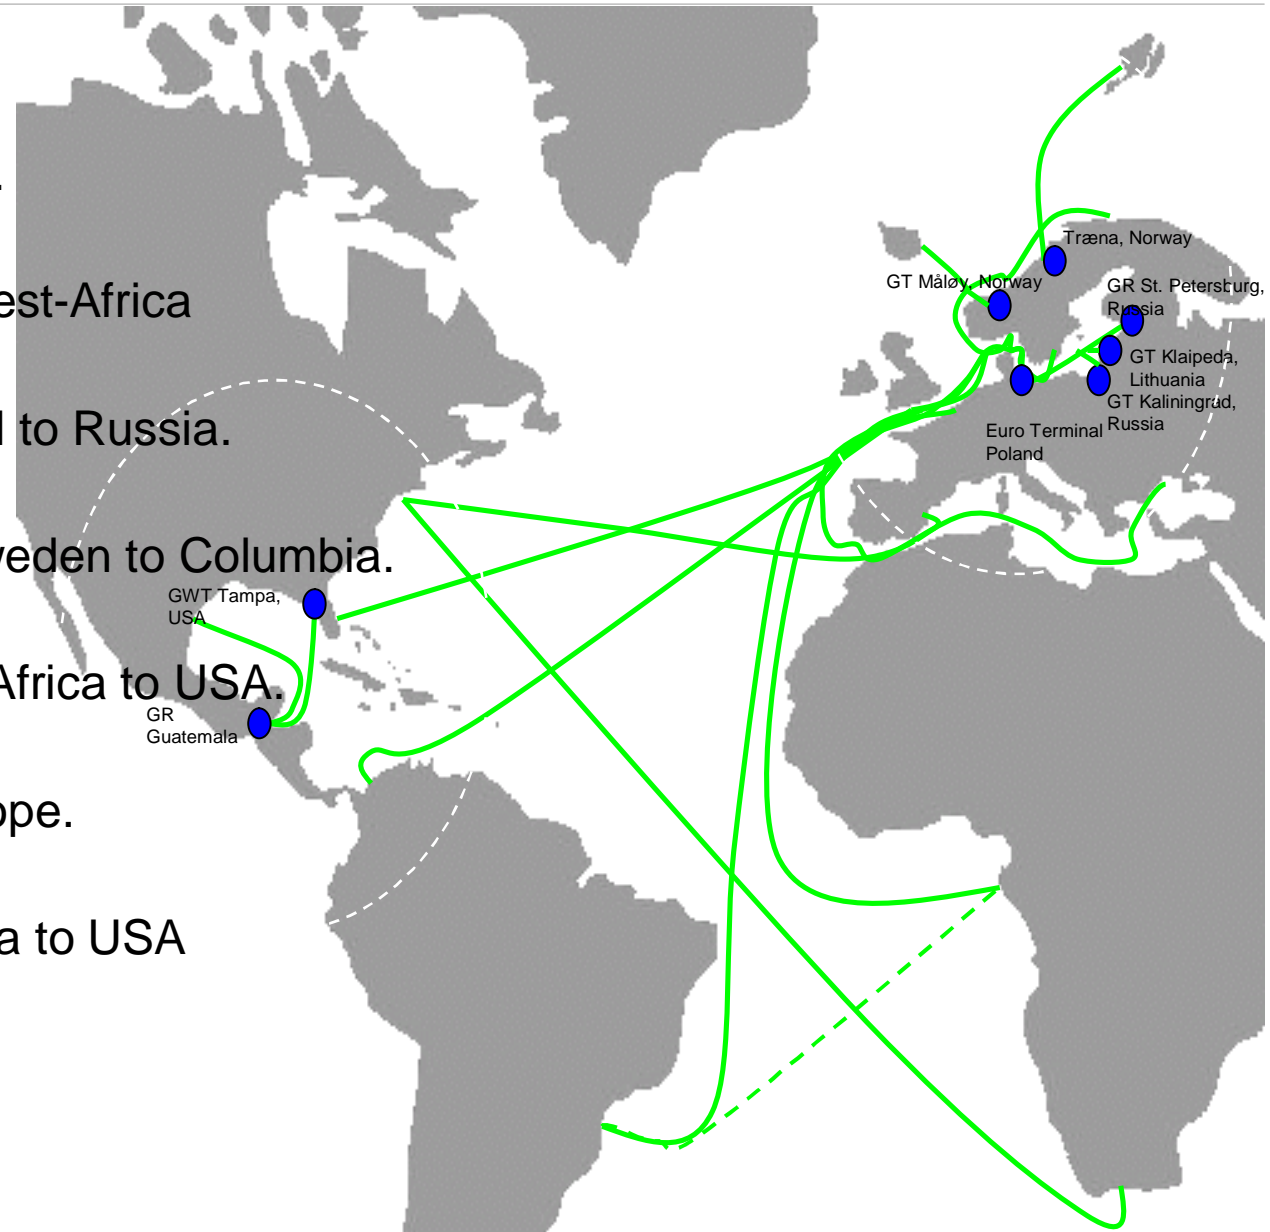 .
est-Africa
l to Russia.
weden to Columbia.
Africa to USA.
ope.
a to USA
Træna, Norway
GT Måløy, Norway
GR St. Petersburg,
Russia
GT Klaipeda,
Lithuania
GT Kaliningrad,
Russia
Euro Terminal
Poland
GWT Tampa,
USA
GR
Guatemala